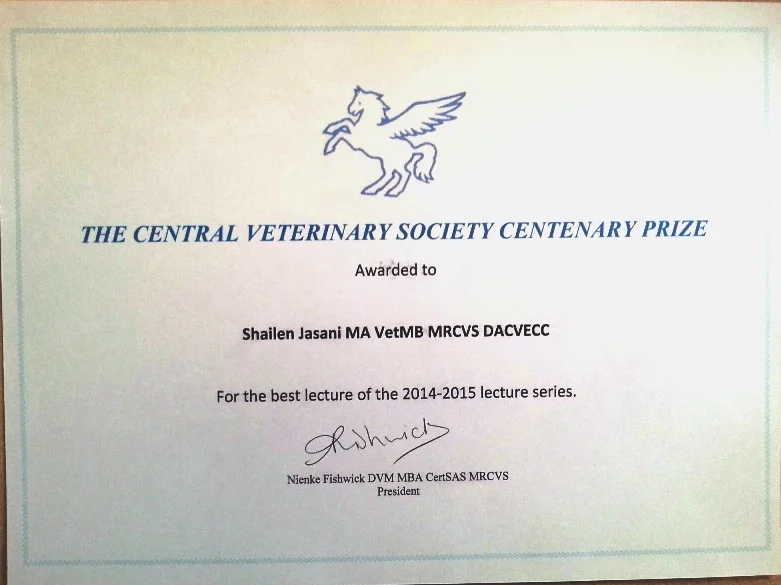 THE CENTRAL VETERINARY SOCIETY CENTENARY PRIZE
Awarded to
Shailen Jasani MA VetMB MRCVS DACVECC
For the best lecture of the 2014-2015 lecture series.
Fishwick
Nienke Fishwick DVM MBA CertSAS MRCVS
President